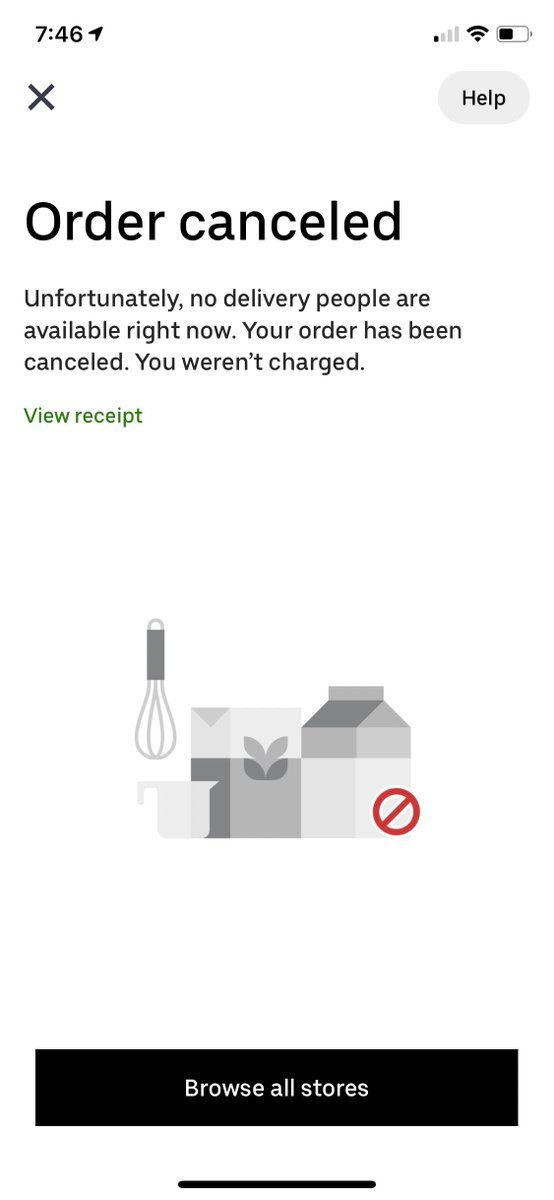 7:46
Help
Order canceled
Unfortunately, no delivery people are
available right now. Your order has been
canceled. You weren’t charged.
View receipt
Browse all stores